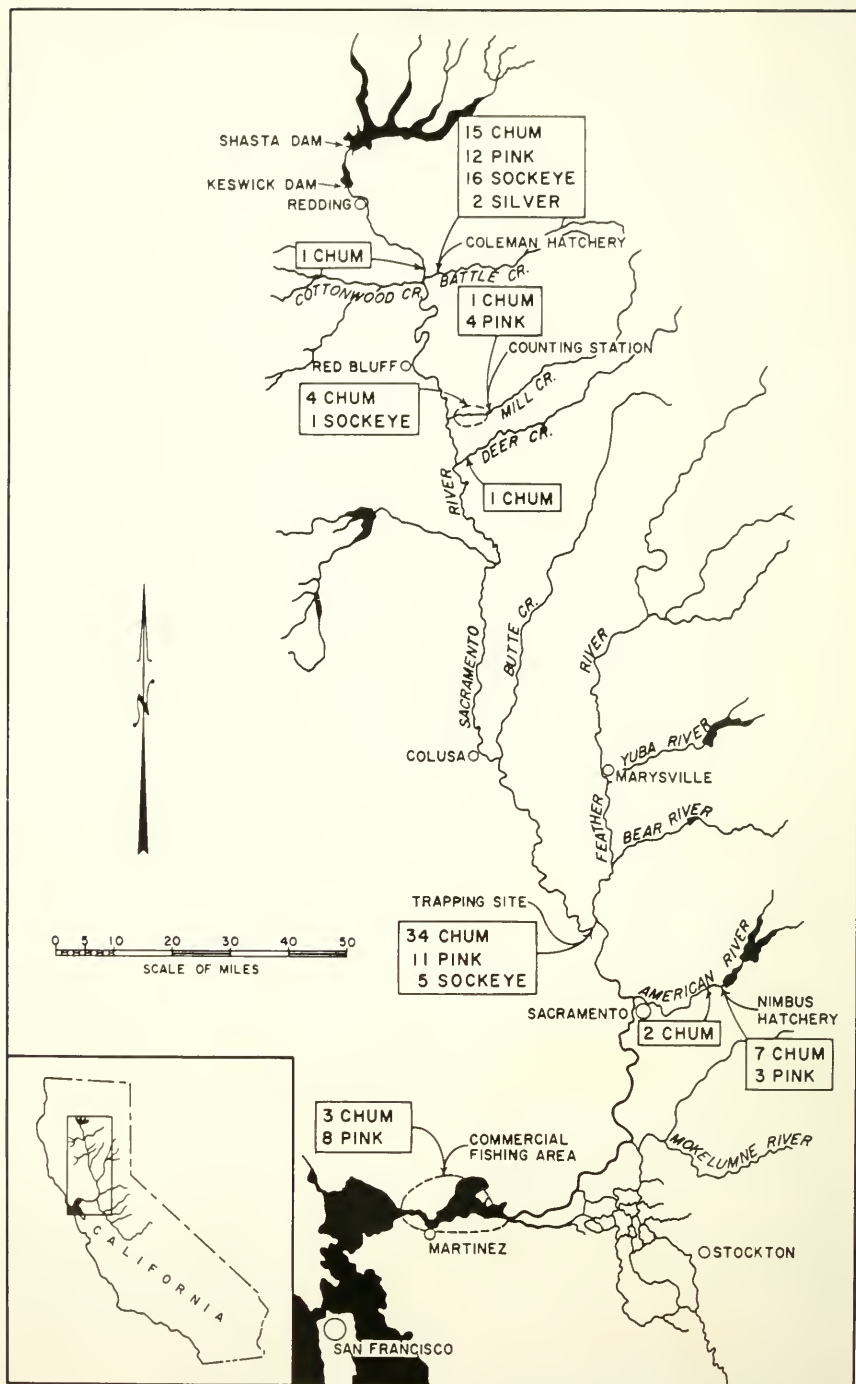 SHASTA DAM
KESWICK DAM
REDDING
15 CHUM
12 PINK
16 SOCKEYE
2 SILVER
COLEMAN HATCHERY
1 CHUM
BATTLE CR.
COTTONWOOD CR.
1 CHUM
4 PINK
COUNTING STATION
RED BLUFF
MILL CR.
4 CHUM
1 SOCKEYE
DEER CR.
1 CHUM
RIVER
SACRAMENTO
BUTTE CR.
RIVER
FEATHER
COLUSA
YUBA RIVER
MARYSVILLE
BEAR RIVER
N
TRAPPING SITE
34 CHUM
11 PINK
5 SOCKEYE
0 5 10 20 30 40 50
SCALE OF MILES
AMERICAN RIVER
SACRAMENTO
NIMBUS
HATCHERY
2 CHUM
7 CHUM
3 PINK
3 CHUM
8 PINK
COMMERCIAL
FISHING AREA
MOKELUMNE RIVER
MARTINEZ
STOCKTON
SAN FRANCISCO
CALIFORNIA